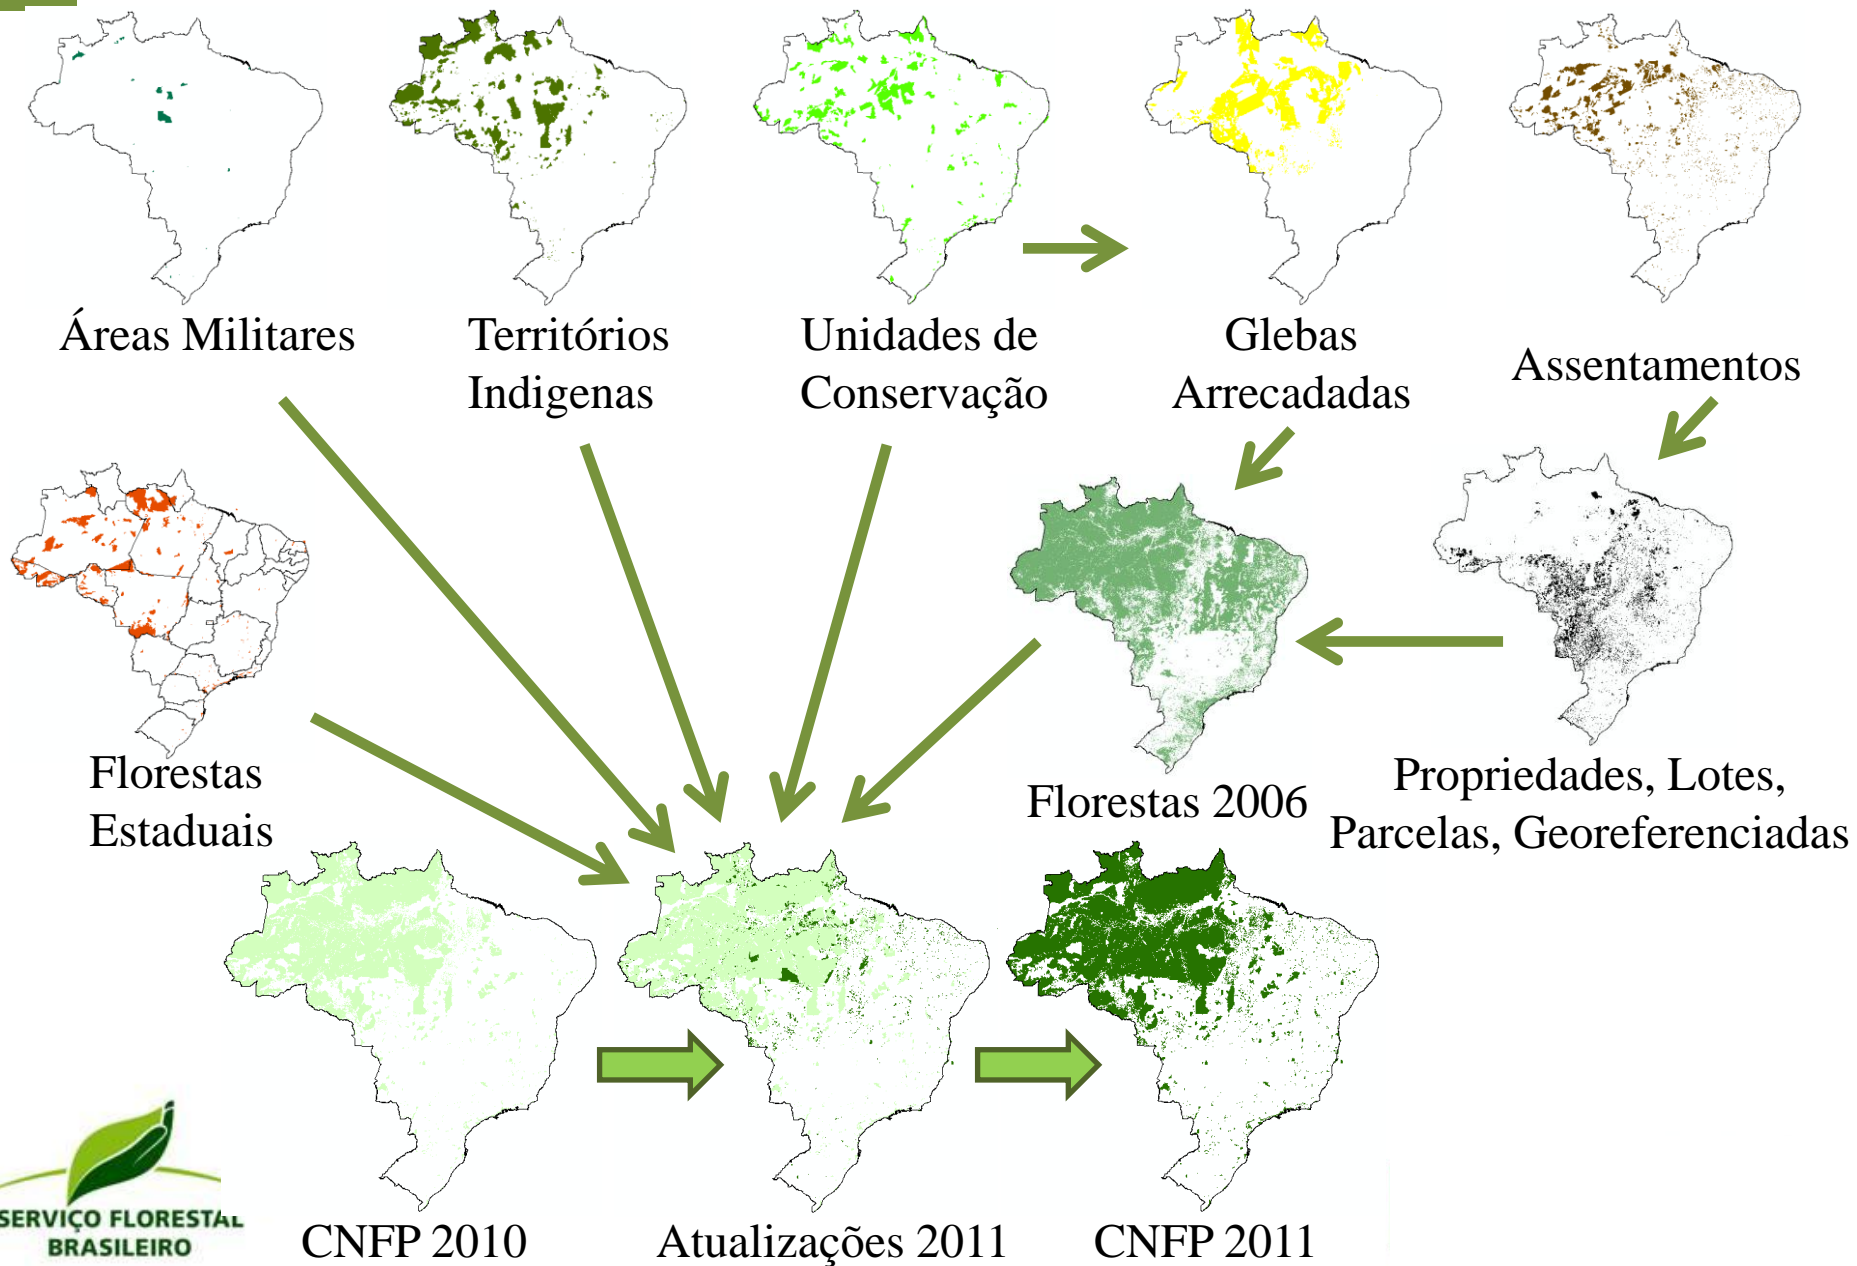 Áreas Militares
Territórios
Indigenas
Unidades de
Conservação
Glebas
Arrecadadas
Assentamentos
Florestas
Estaduais
Florestas 2006
Propriedades, Lotes,
Parcelas, Georeferenciadas
SERVIÇO FLORESTAL
BRASILEIRO
CNFP 2010
Atualizações 2011
CNFP 2011